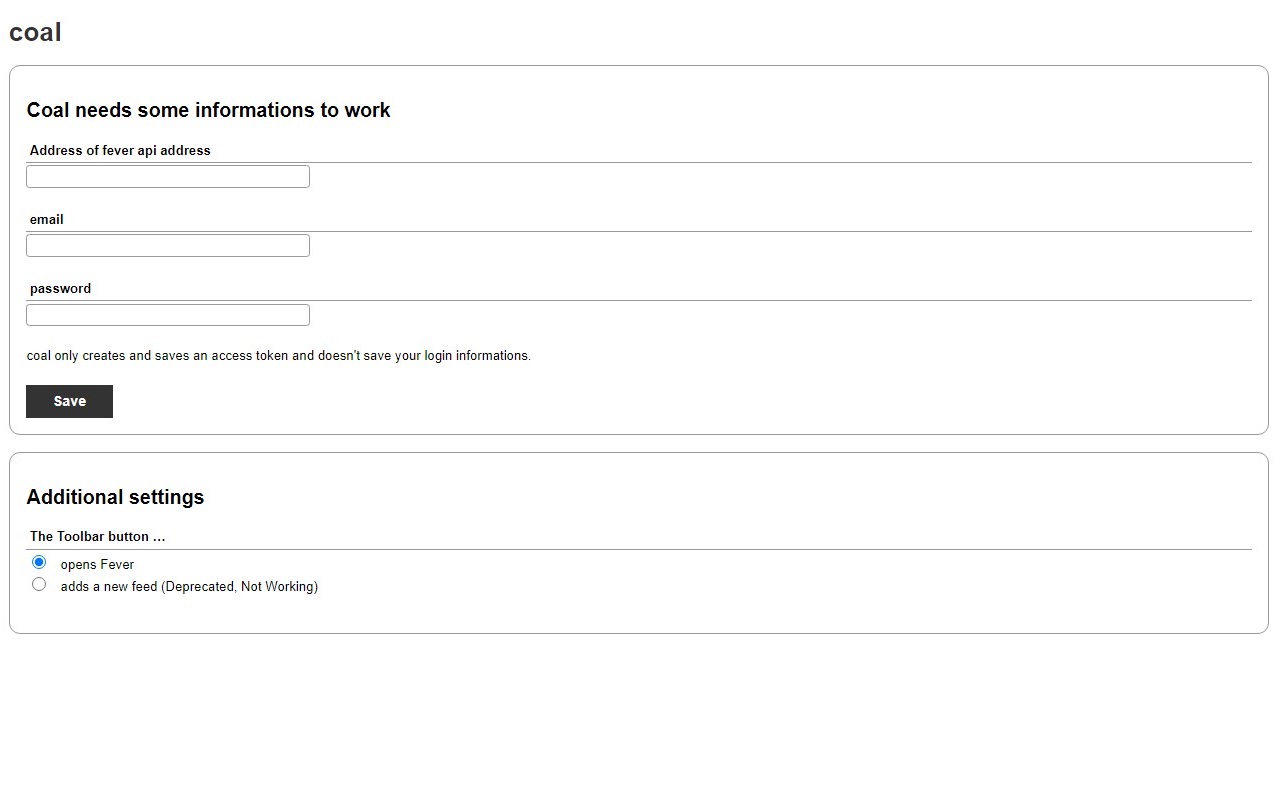 coal
Coal needs some informations to work
Address of fever api address
email
password
coal only creates and saves an access token and doesn't save your login informations.
Save
Additional settings
The Toolbar button …
opens Fever
adds a new feed (Deprecated, Not Working)